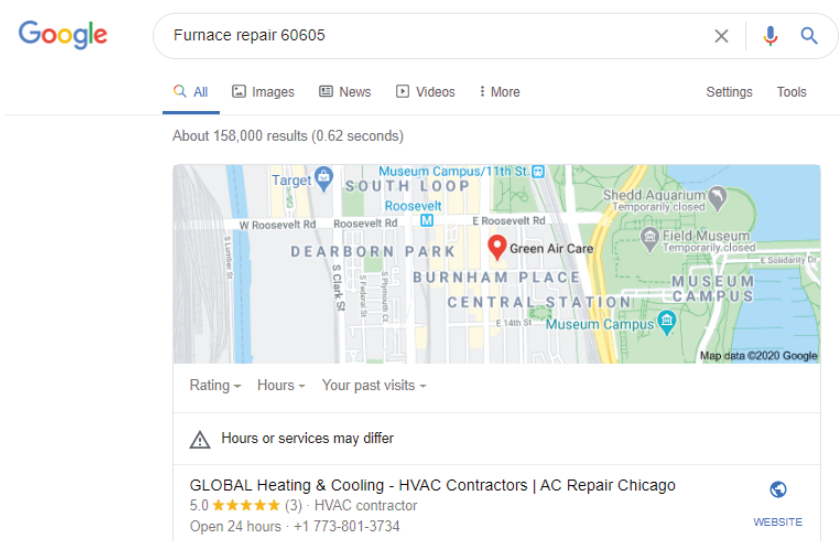 Google
Furnace repair 60605
All Images News Videos More Settings Tools
About 158,000 results (0.62 seconds)
Museum Campus/11th St.
Target
SOUTH LOOP
Shedd Aquarium
Temporarily closed
Roosevelt
M
W Roosevelt Rd Roosevelt Rd E Roosevelt Rd
Field Museum
Temporarily closed
DEARBORN PARK
Green Air Care
S Lumber St
S Clark St
S Federal St
S Plymouth Ct
E Solidarity Dr
BURNHAM PLACE
MUSEUM
CAMPUS
CENTRAL STATION
E 14th St
Museum Campus
Map data ©2020 Google
Rating Hours Your past visits
Hours or services may differ
GLOBAL Heating & Cooling - HVAC Contractors | AC Repair Chicago
5.0 ★★★★★ (3) · HVAC contractor
Open 24 hours · +1 773-801-3734
WEBSITE